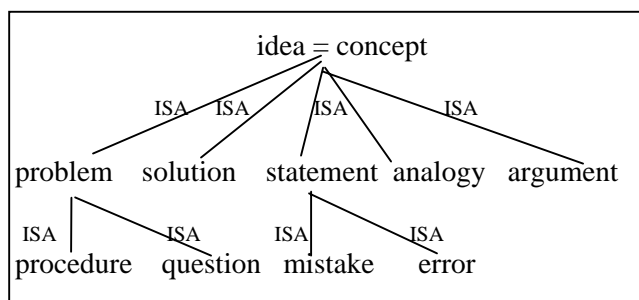 idea = concept
ISA ISA ISA ISA
problem solution statement analogy argument
ISA ISA ISA ISA
procedure question mistake error